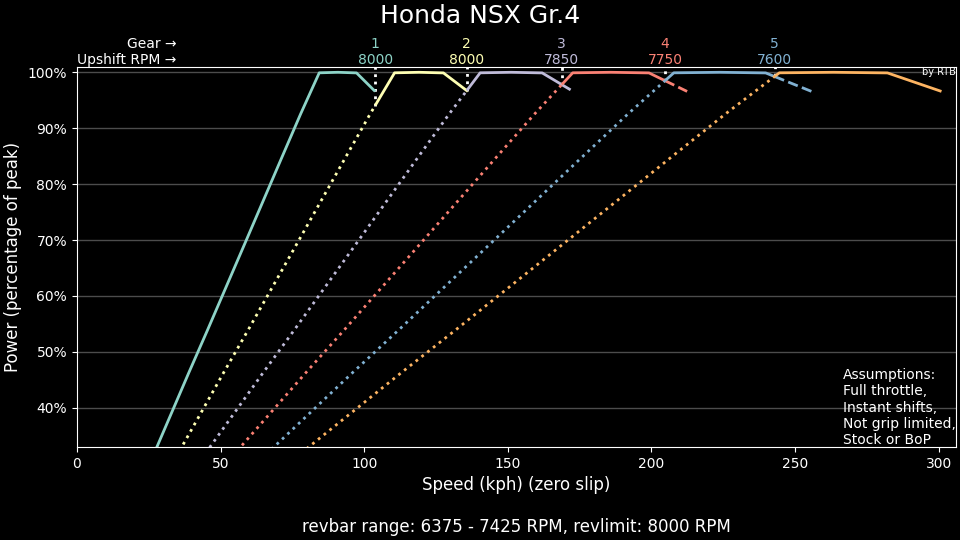 Honda NSX Gr.4
Gear → 1 2 3 4 5
Upshift RPM → 8000 8000 7850 7750 7600
by RTB
100%
90%
80%
70%
60%
50%
40%
Power (percentage of peak)
Assumptions:
Full throttle,
Instant shifts,
Not grip limited,
Stock or BoP
0 50 100 150 200 250 300
Speed (kph) (zero slip)
revbar range: 6375 - 7425 RPM, revlimit: 8000 RPM